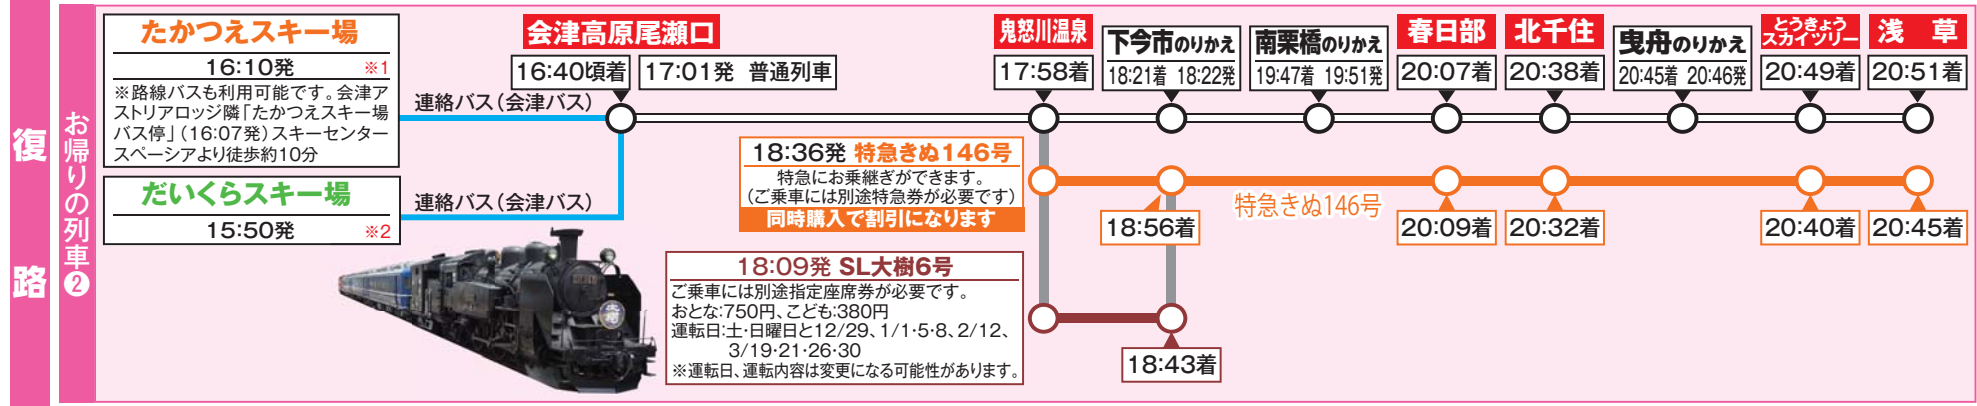 復路
お帰りの列車❷
たかつえスキー場
16:10発 ※1
※路線バスも利用可能です。会津ア
ストリアロッジ隣「たかつえスキー場
バス停」(16:07発)スキーセンター
スペーシアより徒歩約10分
だいくらスキー場
15:50発 ※2
連絡バス(会津バス)
連絡バス(会津バス)
会津高原尾瀬口
16:40頃着 17:01発 普通列車
鬼怒川温泉
17:58着
下今市のりかえ
18:21着 18:22発
南栗橋のりかえ
19:47着 19:51発
春日部
20:07着
北千住
20:38着
曳舟のりかえ
20:45着 20:46発
とうきょう
スカイツリー
20:49着
浅草
20:51着
18:36発 特急きぬ146号
特急にお乗継ぎができます。
(ご乗車には別途特急券が必要です)
同時購入で割引になります
特急きぬ146号
18:56着
20:09着
20:32着
20:40着
20:45着
18:09発 SL大樹6号
ご乗車には別途指定座席券が必要です。
おとな:750円、こども:380円
運転日:土・日曜日と12/29、1/1・5・8、2/12、
3/19・21・26・30
※運転日、運転内容は変更になる可能性があります。
18:43着